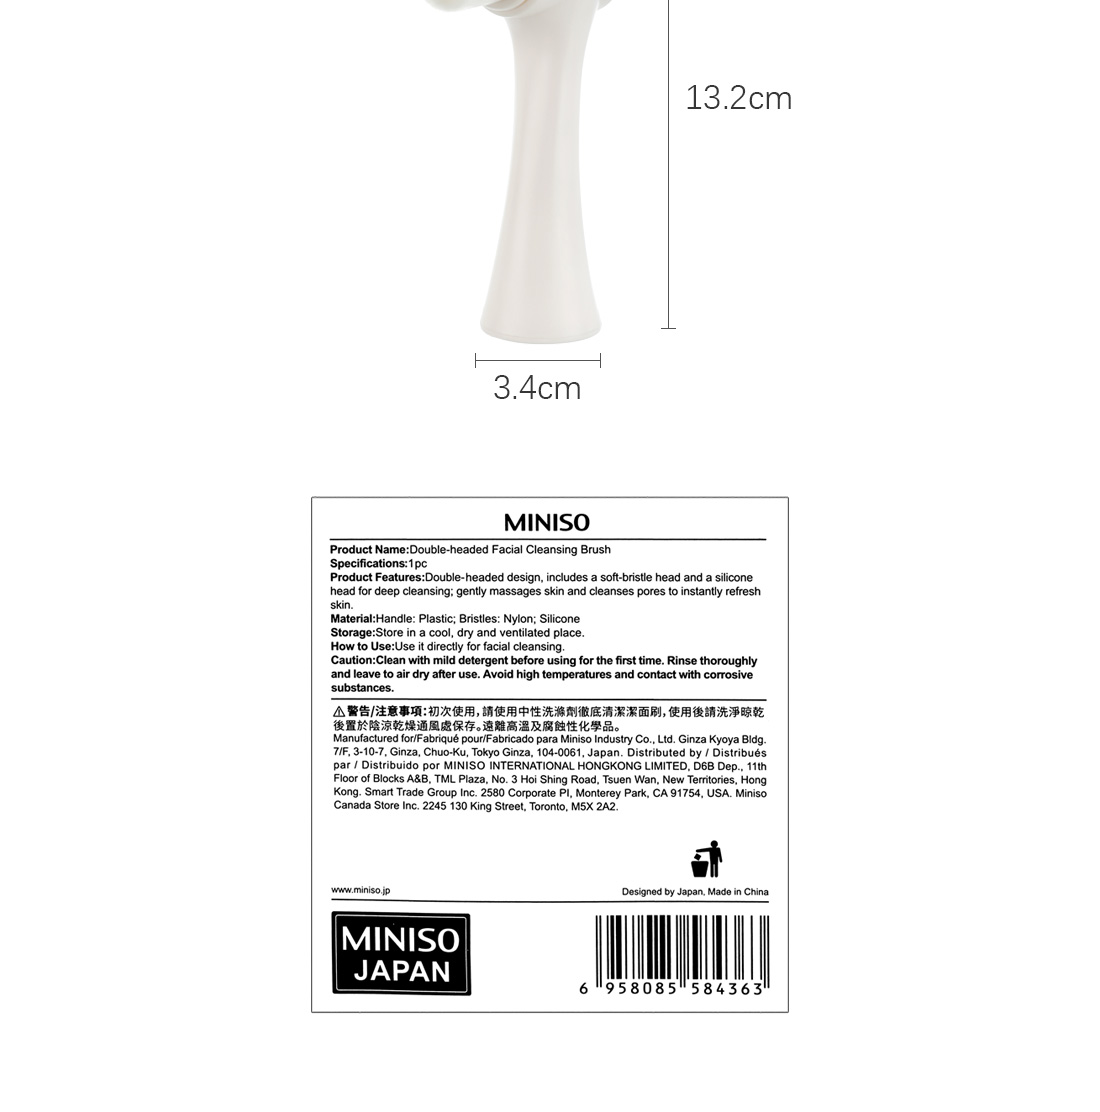 13.2cm
3.4cm
MINISO
Product Name:Double-headed Facial Cleansing Brush
Specifications:1pc
Product Features:Double-headed design, includes a soft-bristle head and a silicone
head for deep cleansing; gently massages skin and cleanses pores to instantly refresh
skin.
Material:Handle: Plastic; Bristles: Nylon; Silicone
Storage:Store in a cool, dry and ventilated place.
How to Use:Use it directly for facial cleansing.
Caution:Clean with mild detergent before using for the first time. Rinse thoroughly
and leave to air dry after use. Avoid high temperatures and contact with corrosive
substances.
⚠警告/注意事項:初次使用,請使用中性洗滌劑徹底清潔潔面刷,使用後請洗淨晾乾
後置於陰涼乾燥通風處保存。遠離高溫及腐蝕性化學品。
Manufactured for/Fabriqué pour/Fabricado para Miniso Industry Co., Ltd. Ginza Kyoya Bldg.
7/F, 3-10-7, Ginza, Chuo-Ku, Tokyo Ginza, 104-0061, Japan. Distributed by / Distribués
par / Distribuido por MINISO INTERNATIONAL HONGKONG LIMITED, D6B Dep., 11th
Floor of Blocks A&B, TML Plaza, No. 3 Hoi Shing Road, Tsuen Wan, New Territories, Hong
Kong. Smart Trade Group Inc. 2580 Corporate Pl, Monterey Park, CA 91754, USA. Miniso
Canada Store Inc. 2245 130 King Street, Toronto, M5X 2A2.
www.miniso.jp
Designed by Japan, Made in China
MINISO
JAPAN
6 958085 584363